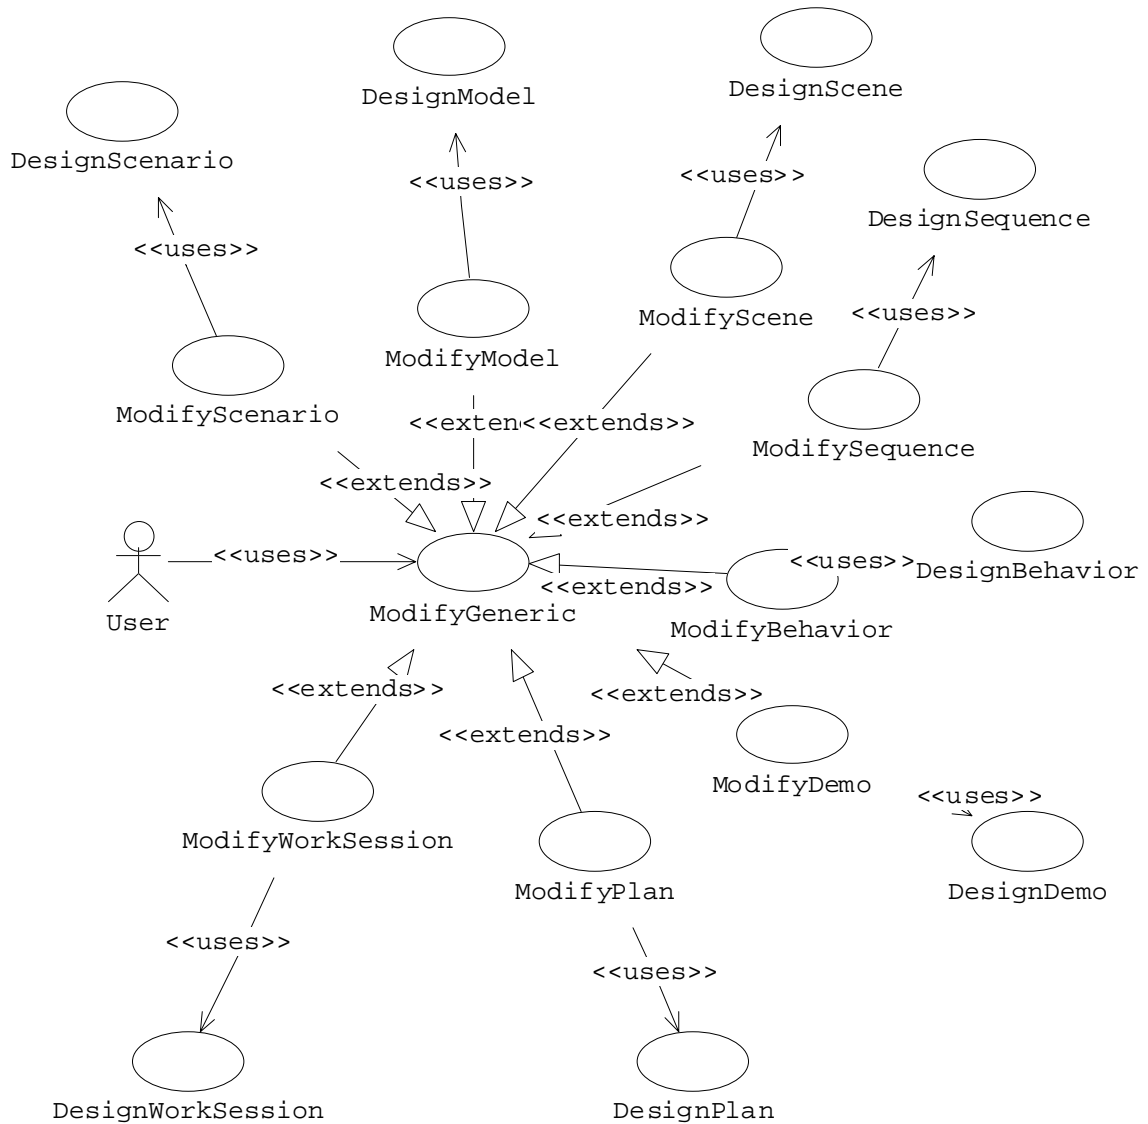 DesignModel
DesignScene
DesignScenario
<<uses>>
<<uses>>
DesignSequence
<<uses>>
<<uses>>
ModifyScene
ModifyModel
ModifyScenario
<<exten<<extends>>
ModifySequence
<<extends>>
<<extends>>
<<uses>>
<<uses>>
DesignBehavior
<<extends>>
ModifyGeneric
User
ModifyBehavior
<<extends>>
<<extends>>
<<extends>>
ModifyDemo
<<uses>>
ModifyWorkSession
ModifyPlan
DesignDemo
<<uses>>
<<uses>>
DesignWorkSession
DesignPlan